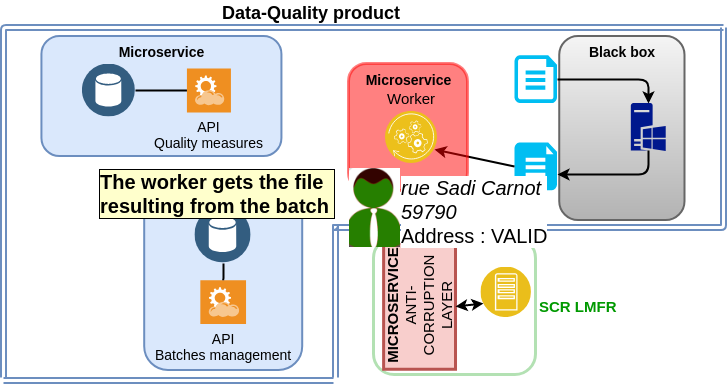 Data-Quality product
Microservice
API
Quality measures
Microservice
Worker
Black box
The worker gets the file
resulting from the batch
rue Sadi Carnot
59790
Address : VALID
API
Batches management
MICROSERVICE
ANTI-
CORRUPTION
LAYER
SCR LMFR